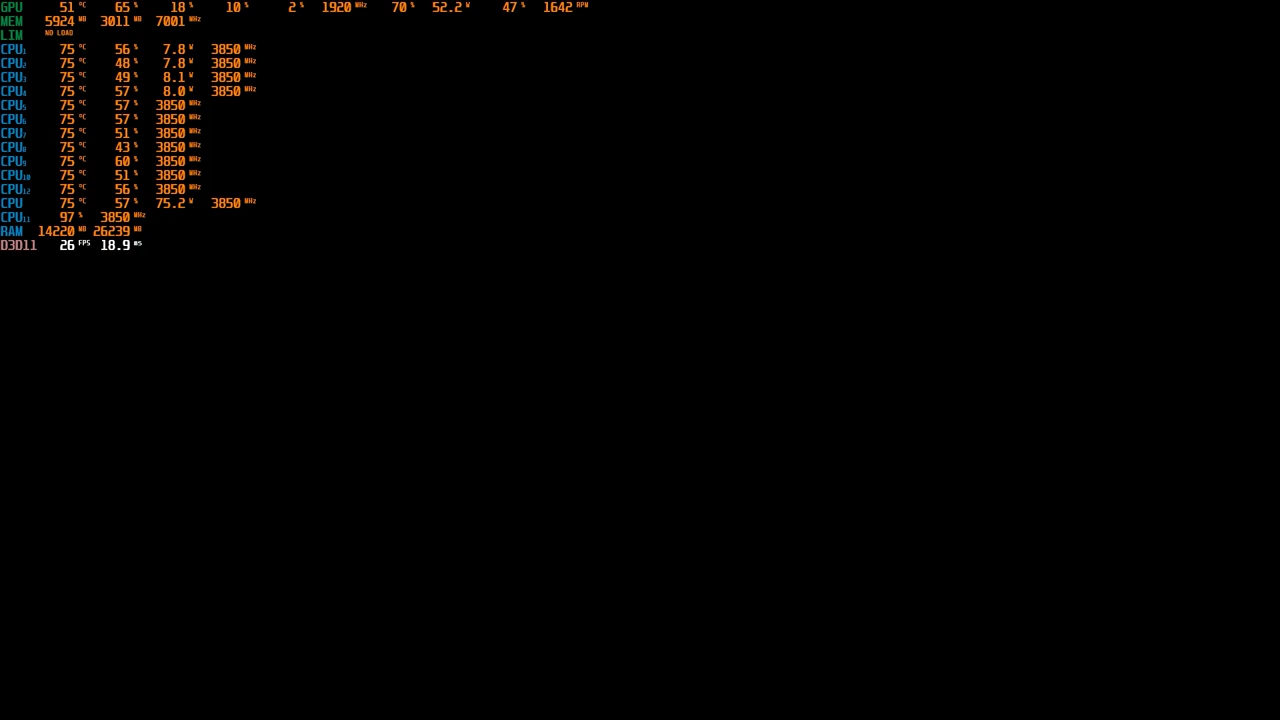 GPU 51 °C 65 % 18 % 10 % 2 % 1920 MHz 70 % 52.2 W 47 % 1642 RPM
MEM 5924 MB 3011 MB 7001 MHz
LIM NO LOAD
CPU1 75 °C 56 % 7.8 W 3850 MHz
CPU2 75 °C 48 % 7.8 W 3850 MHz
CPU3 75 °C 49 % 8.1 W 3850 MHz
CPU4 75 °C 57 % 8.0 W 3850 MHz
CPU5 75 °C 57 % 3850 MHz
CPU6 75 °C 57 % 3850 MHz
CPU7 75 °C 51 % 3850 MHz
CPU8 75 °C 43 % 3850 MHz
CPU9 75 °C 60 % 3850 MHz
CPU10 75 °C 51 % 3850 MHz
CPU12 75 °C 56 % 3850 MHz
CPU 75 °C 57 % 75.2 W 3850 MHz
CPU11 97 % 3850 MHz
RAM 14220 MB 26239 MB
D3D11 26 FPS 18.9 ms